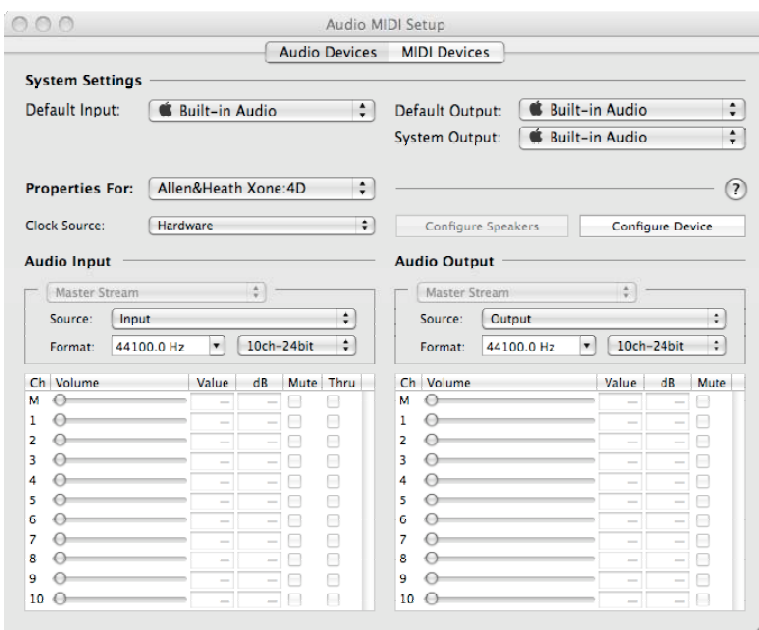 Audio MIDI Setup
Audio Devices MIDI Devices
System Settings
Default Input: Built-in Audio Default Output: Built-in Audio
System Output: Built-in Audio
Properties For: Allen&Heath Xone:4D ?
Clock Source: Hardware Configure Speakers Configure Device
Audio Input Audio Output
Master Stream Master Stream
Source: Input Source: Output
Format: 44100.0 Hz 10ch-24bit Format: 44100.0 Hz 10ch-24bit
Ch Volume Value dB Mute Thru Ch Volume Value dB Mute
M — — M — —
1 — — 1 — —
2 — — 2 — —
3 — — 3 — —
4 — — 4 — —
5 — — 5 — —
6 — — 6 — —
7 — — 7 — —
8 — — 8 — —
9 — — 9 — —
10 — — 10 — —